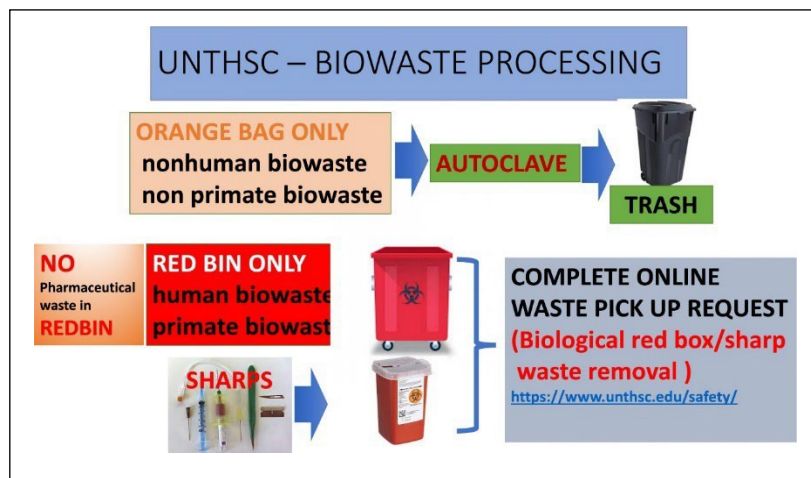 UNTHSC – BIOWASTE PROCESSING
ORANGE BAG ONLY
nonhuman biowaste
non primate biowaste
AUTOCLAVE
TRASH
NO
Pharmaceutical
waste in
REDBIN
RED BIN ONLY
human biowaste
primate biowast
SHARPS
COMPLETE ONLINE
WASTE PICK UP REQUEST
(Biological red box/sharp
waste removal )
https://www.unthsc.edu/safety/